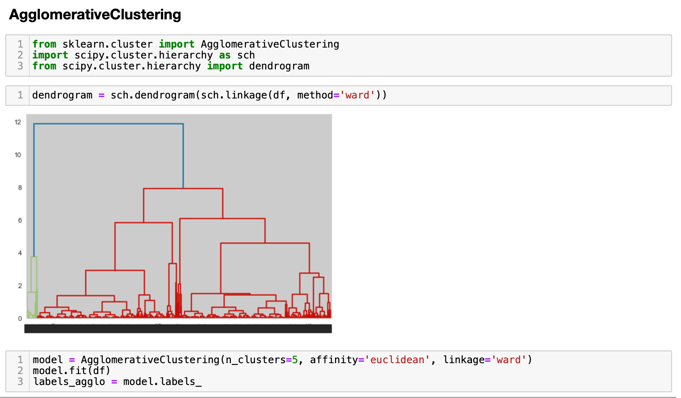 AgglomerativeClustering
1 from sklearn.cluster import AgglomerativeClustering
2 import scipy.cluster.hierarchy as sch
3 from scipy.cluster.hierarchy import dendrogram
1 dendrogram = sch.dendrogram(sch.linkage(df, method='ward'))
12
10
8
6
4
2
0
1 model = AgglomerativeClustering(n_clusters=5, affinity='euclidean', linkage='ward')
2 model.fit(df)
3 labels_agglo = model.labels_